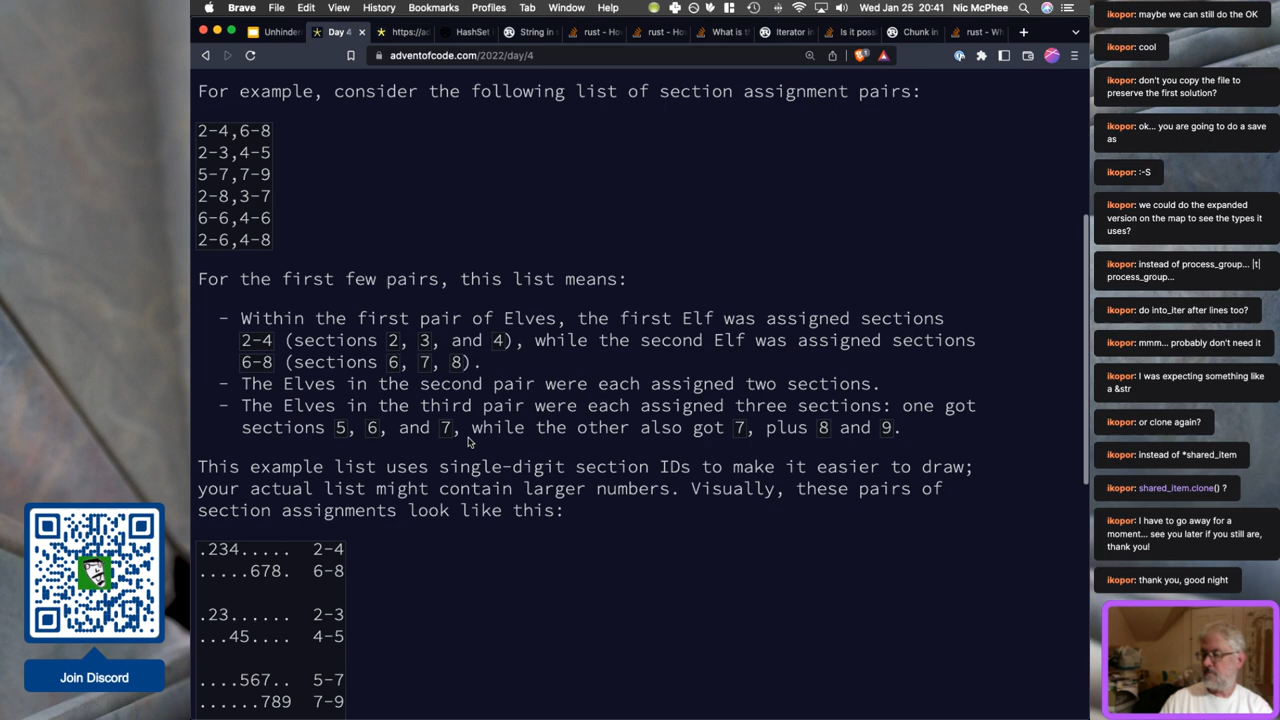 Brave File Edit View History Bookmarks Profiles Tab Window Help Wed Jan 25 20:41 Nic McPhee
Unhinder Day 4 https://ad HashSet String in s rust - Ho rust - Ho What is t Iterator in Is it poss Chunk in rust - Wh
adventofcode.com/2022/day/4
For example, consider the following list of section assignment pairs:
2-4,6-8
2-3,4-5
5-7,7-9
2-8,3-7
6-6,4-6
2-6,4-8
For the first few pairs, this list means:
- Within the first pair of Elves, the first Elf was assigned sections
2-4 (sections 2, 3, and 4), while the second Elf was assigned sections
6-8 (sections 6, 7, 8).
- The Elves in the second pair were each assigned two sections.
- The Elves in the third pair were each assigned three sections: one got
sections 5, 6, and 7, while the other also got 7, plus 8 and 9.
This example list uses single-digit section IDs to make it easier to draw;
your actual list might contain larger numbers. Visually, these pairs of
section assignments look like this:
.234..... 2-4
.....678. 6-8
.23...... 2-3
...45.... 4-5
....567.. 5-7
......789 7-9
Join Discord
ikopor: maybe we can still do the OK
ikopor: cool
ikopor: don't you copy the file to
preserve the first solution?
ikopor: ok... you are going to do a save
as
ikopor: :-S
ikopor: we could do the expanded
version on the map to see the types it
uses?
ikopor: instead of process_group... |t|
process_group...
ikopor: do into_iter after lines too?
ikopor: mmm... probably don't need it
ikopor: I was expecting something like
a &str
ikopor: or clone again?
ikopor: instead of *shared_item
ikopor: shared_item.clone() ?
ikopor: I have to go away for a
moment... see you later if you still are,
thank you!
ikopor: thank you, good night